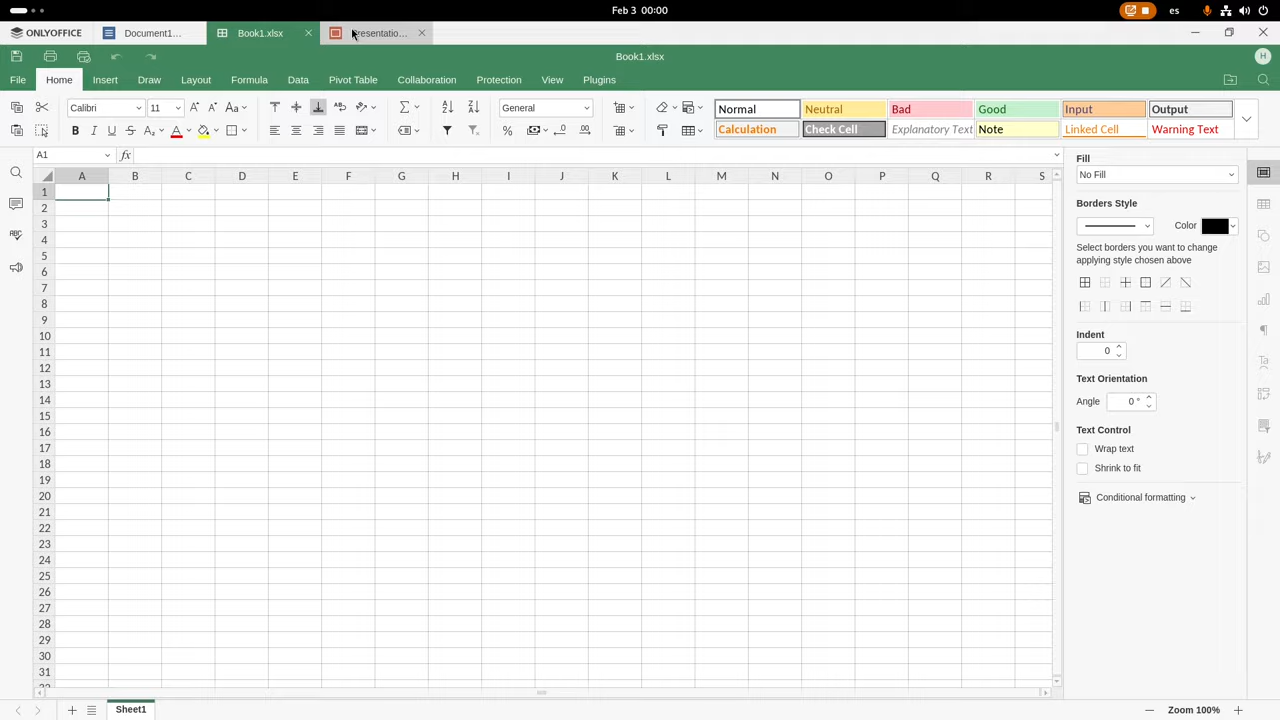 Feb 3 00:00
es
ONLYOFFICE
Document1...
Book1.xlsx
Presentatio...
Book1.xlsx
H
File Home Insert Draw Layout Formula Data Pivot Table Collaboration Protection View Plugins
Calibri 11 General
Normal Neutral Bad Good Input Output
Calculation Check Cell Explanatory Text Note Linked Cell Warning Text
A1 fx
A B C D E F G H I J K L M N O P Q R S
1
2
3
4
5
6
7
8
9
10
11
12
13
14
15
16
17
18
19
20
21
22
23
24
25
26
27
28
29
30
31
Fill
No Fill
Borders Style
Color
Select borders you want to change
applying style chosen above
Indent
0
Text Orientation
Angle 0 °
Text Control
Wrap text
Shrink to fit
Conditional formatting
Sheet1
Zoom 100%